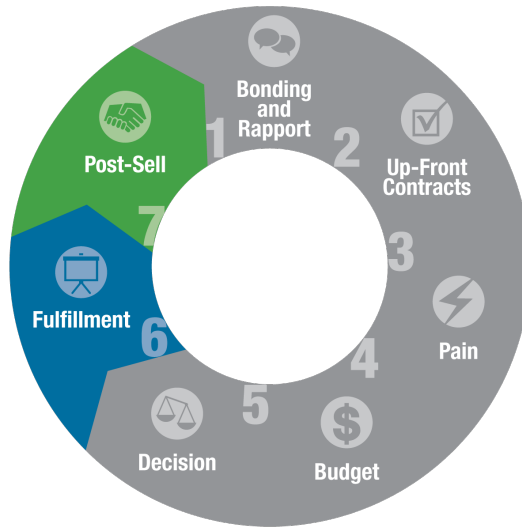 1
Bonding
and
Rapport
2
Up-Front
Contracts
3
Pain
4
$
Budget
5
Decision
6
Fulfillment
7
Post-Sell